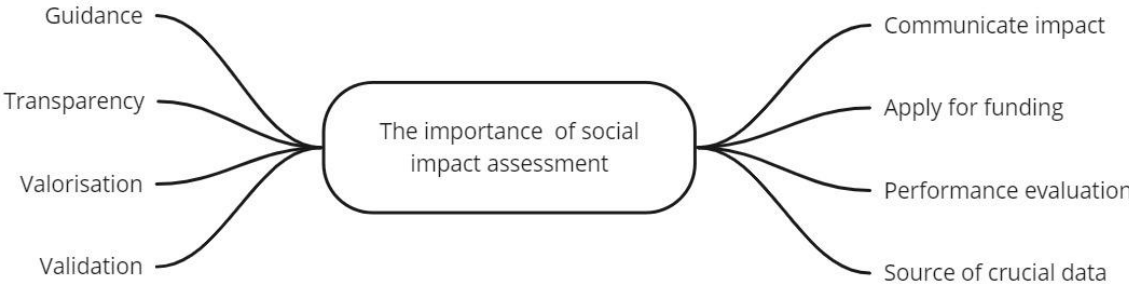 Guidance
Transparency
Valorisation
Validation
The importance of social
impact assessment
Communicate impact
Apply for funding
Performance evaluation
Source of crucial data